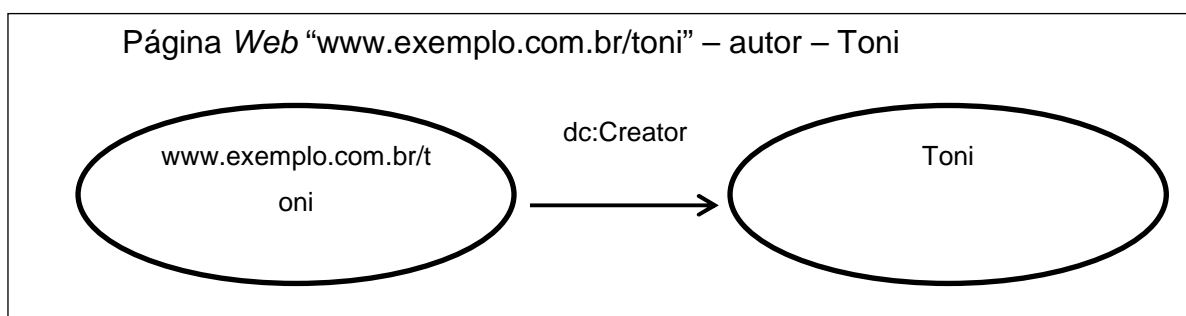 Página Web “www.exemplo.com.br/toni” – autor – Toni
dc:Creator
www.exemplo.com.br/t
oni
Toni